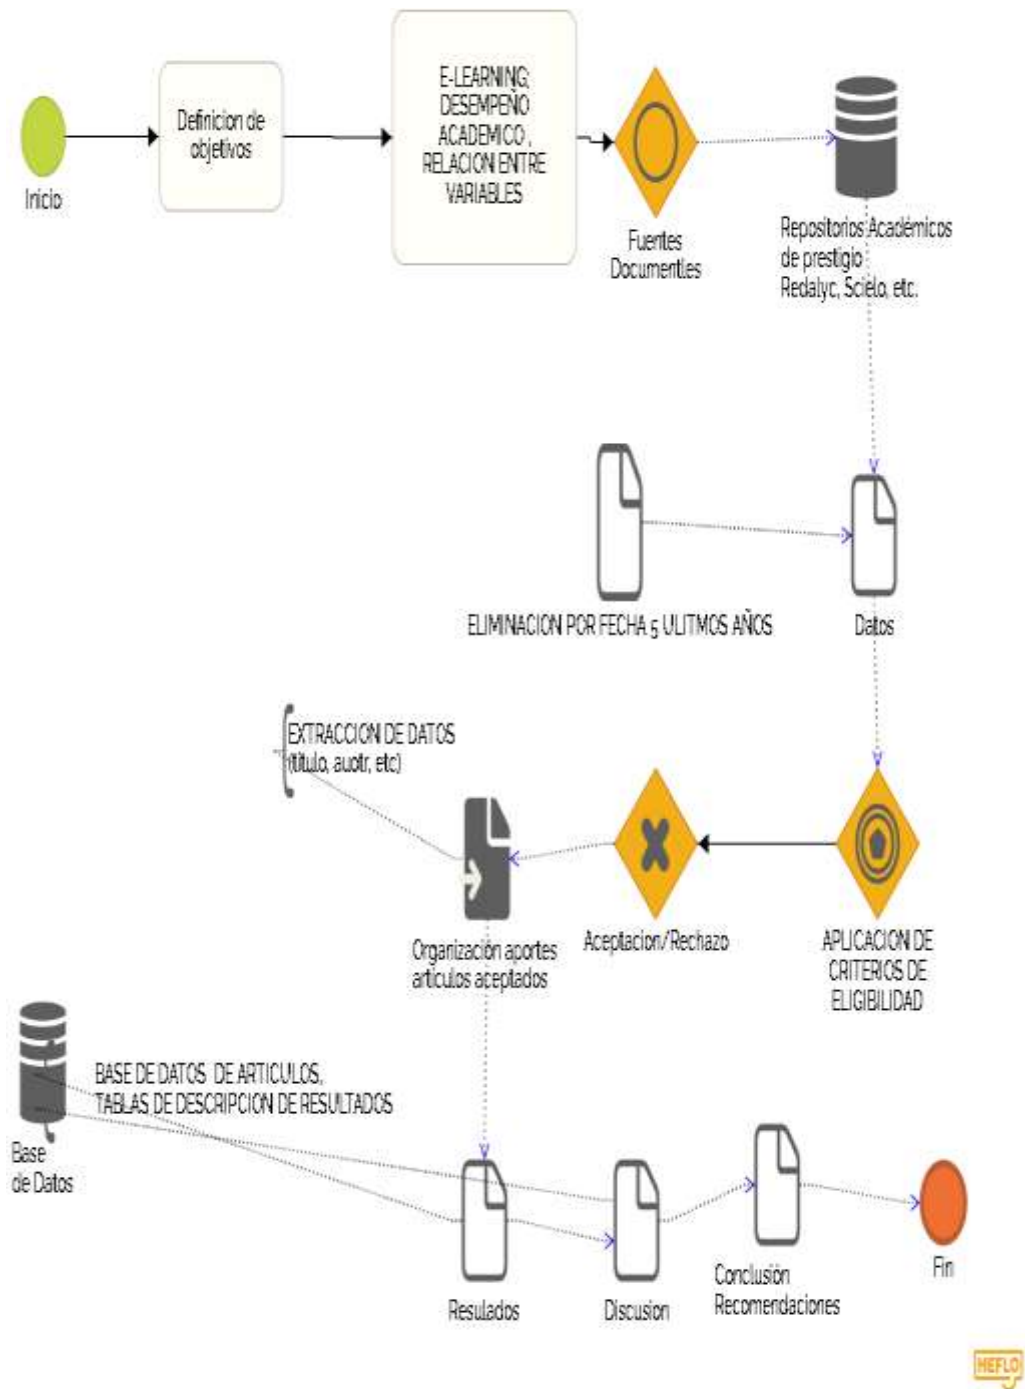 Inicio
Definicion de
objetivos
E-LEARNING,
DESEMPEÑO
ACADEMICO ,
RELACION ENTRE
VARIABLES
Fuentes
Documentles
Repositorios Académicos
de prestigio
Redalyc, Scielo, etc.
ELIMINACION POR FECHA 5 ULITMOS AÑOS
Datos
EXTRACCION DE DATOS
(título, auotr, etc)
Organización aportes
articulos aceptados
Aceptacion/Rechazo
APLICACION DE
CRITERIOS DE
ELIGIBILIDAD
BASE DE DATOS DE ARTICULOS,
TABLAS DE DESCRIPCION DE RESULTADOS
Base
de Datos
Resulados
Discusion
Conclusión
Recomendaciones
Fin
HEFLO